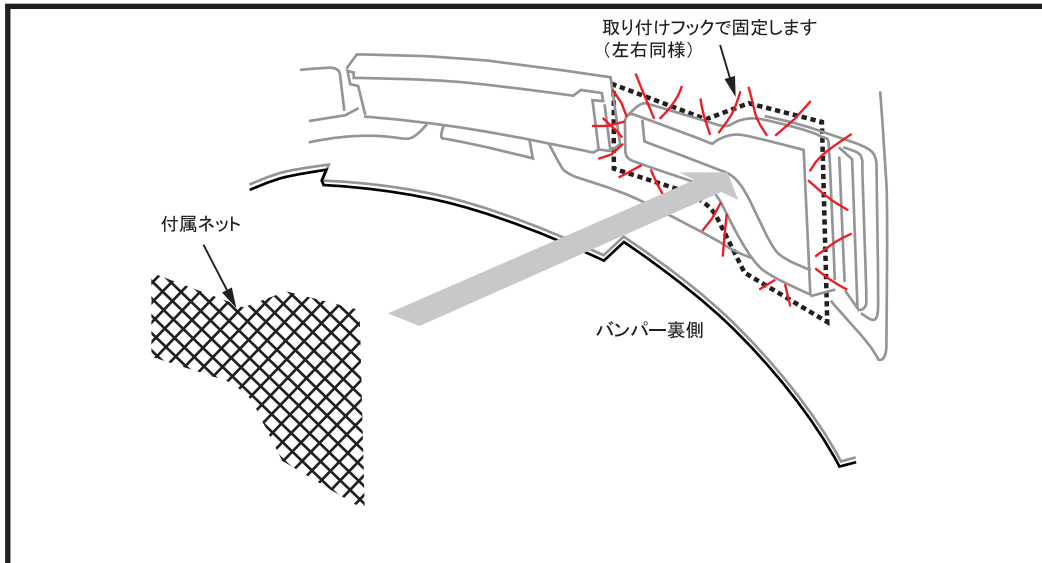 取り付けフックで固定します
（左右同様）
付属ネット
バンパー裏側